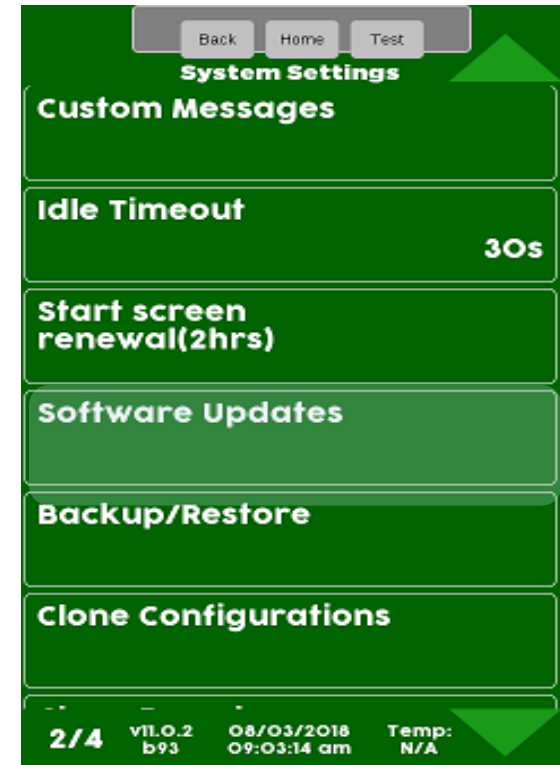 Back Home Test
System Settings
Custom Messages
Idle Timeout
30s
Start screen
renewal(2hrs)
Software Updates
Backup/Restore
Clone Configurations
2/4 v11.0.2 08/03/2018 Temp:
b93 09:03:14 am N/A